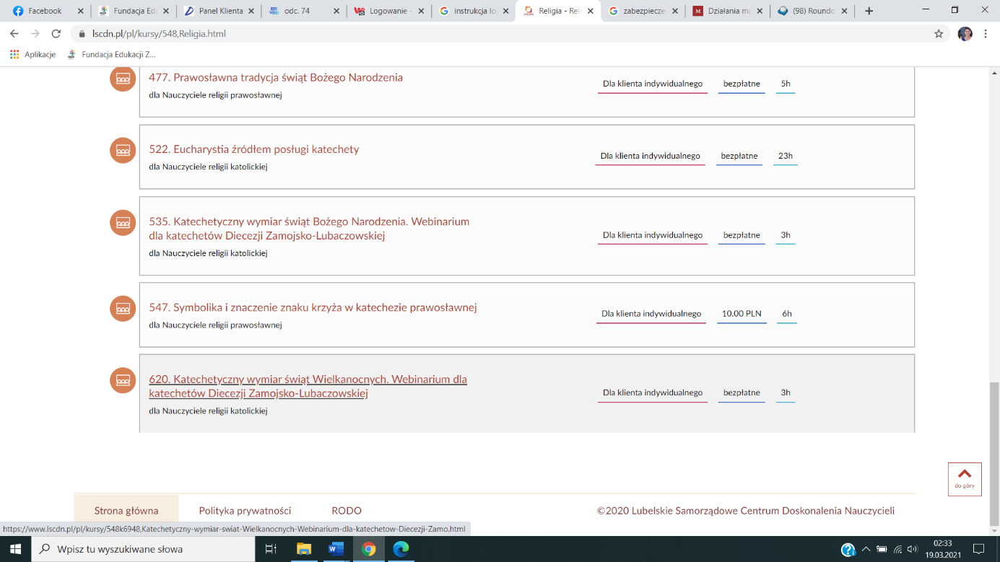 Facebook
Fundacja Edu
Panel Klienta
odc. 74
Logowanie -
instrukcja lo
Religia - Reli
zabezpiecze
Działania ma
(98) Roundc
lscdn.pl/pl/kursy/548,Religia.html
Aplikacje
Fundacja Edukacji Z...
477. Prawosławna tradycja świąt Bożego Narodzenia
dla Nauczyciele religii prawosławnej
Dla klienta indywidualnego bezpłatne 5h
522. Eucharystia źródłem posługi katechety
dla Nauczyciele religii katolickiej
Dla klienta indywidualnego bezpłatne 23h
535. Katechetyczny wymiar świąt Bożego Narodzenia. Webinarium
dla katechetów Diecezji Zamojsko-Lubaczowskiej
dla Nauczyciele religii katolickiej
Dla klienta indywidualnego bezpłatne 3h
547. Symbolika i znaczenie znaku krzyża w katechezie prawosławnej
dla Nauczyciele religii prawosławnej
Dla klienta indywidualnego 10.00 PLN 6h
620. Katechetyczny wymiar świąt Wielkanocnych. Webinarium dla
katechetów Diecezji Zamojsko-Lubaczowskiej
dla Nauczyciele religii katolickiej
Dla klienta indywidualnego bezpłatne 3h
do góry
Strona główna Polityka prywatności RODO ©2020 Lubelskie Samorządowe Centrum Doskonalenia Nauczycieli
https://www.lscdn.pl/pl/kursy/548k6948,Katechetyczny-wymiar-swiat-Wielkanocnych-Webinarium-dla-katechetow-Diecezji-Zamo.html
Wpisz tu wyszukiwane słowa
02:33
19.03.2021